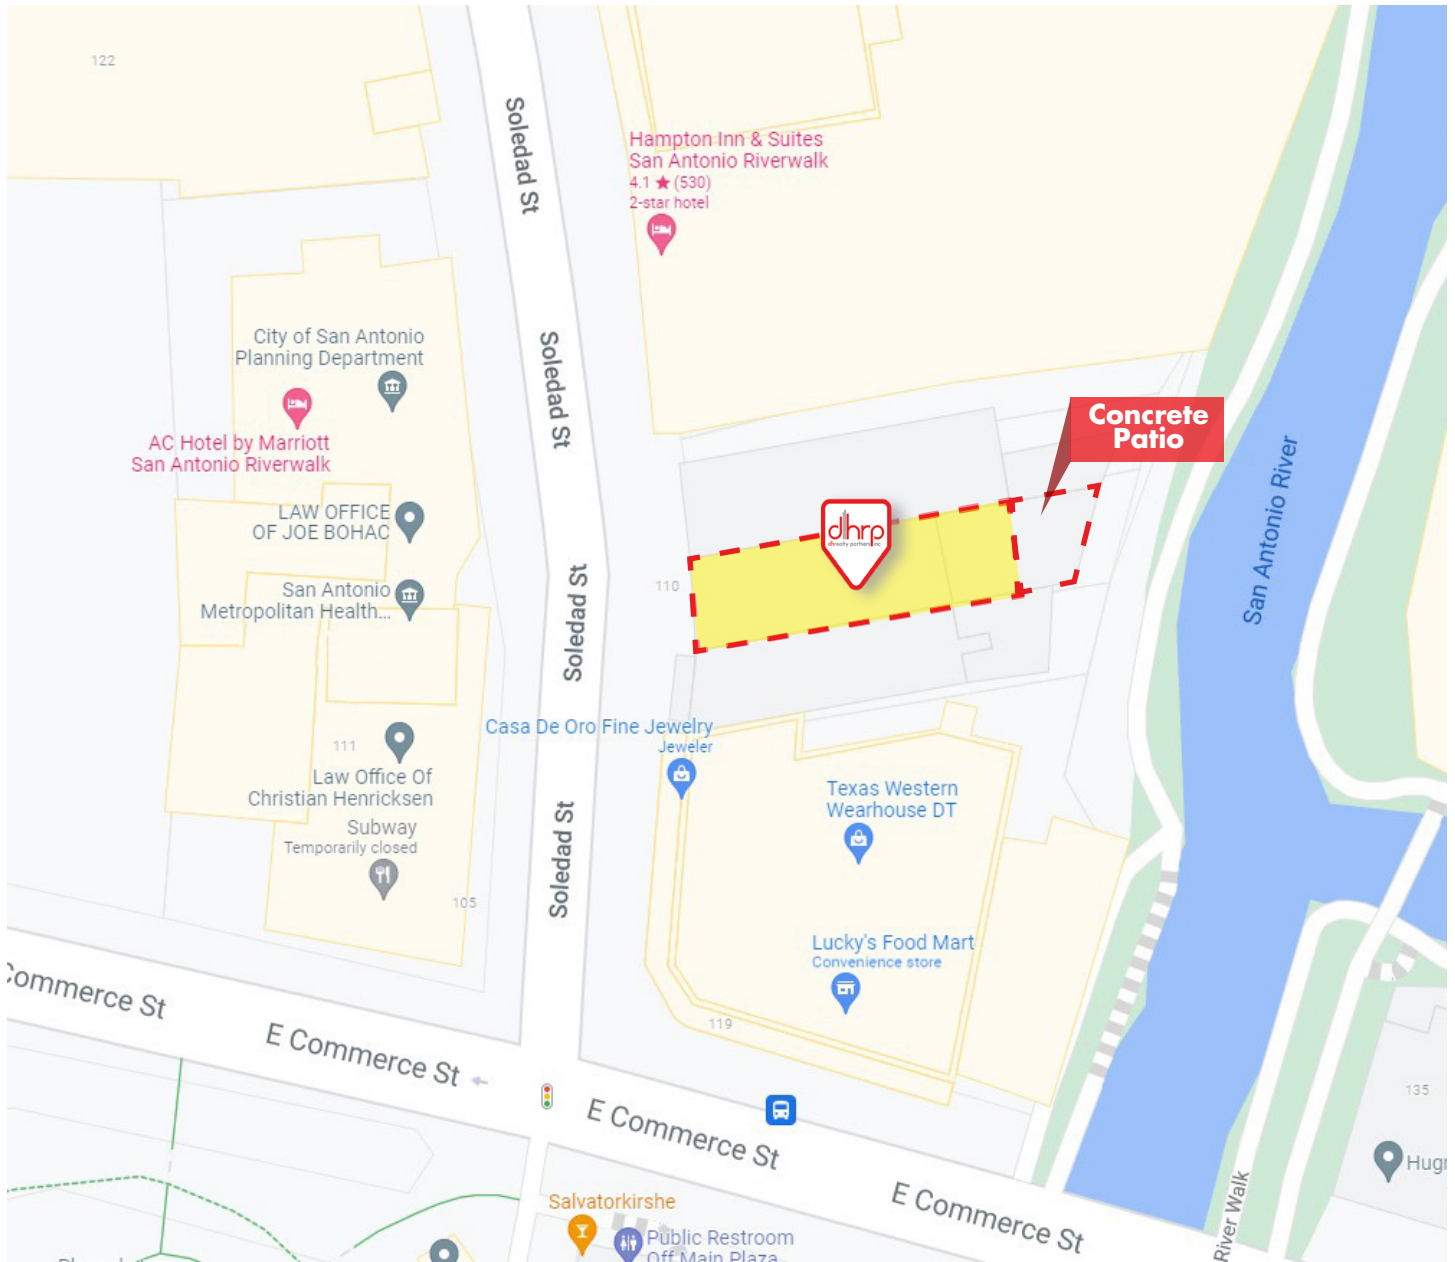 122
Soledad St
Hampton Inn & Suites
San Antonio Riverwalk
4.1 ★ (530)
2-star hotel
City of San Antonio
Planning Department
Soledad St
AC Hotel by Marriott
San Antonio Riverwalk
Concrete
Patio
San Antonio River
LAW OFFICE
OF JOE BOHAC
dhrp
110
San Antonio
Metropolitan Health...
Soledad St
Casa De Oro Fine Jewelry
Jeweler
111
Law Office Of
Christian Henricksen
Texas Western
Wearhouse DT
Subway
Temporarily closed
Soledad St
105
Lucky's Food Mart
Convenience store
Commerce St
E Commerce St
119
135
E Commerce St
Hugr
Salvatorkirshe
E Commerce St
River Walk
Public Restroom
Off Main Plaza